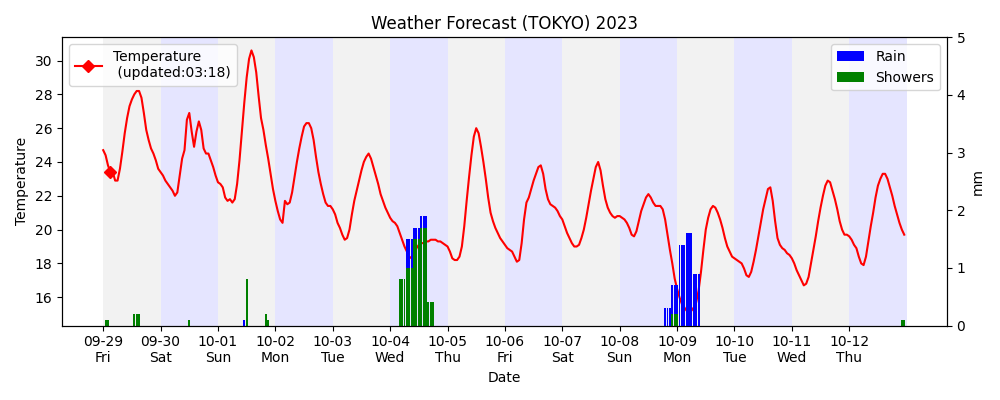 Weather Forecast (TOKYO) 2023
Temperature
(updated:03:18)
Rain
Showers
Temperature
30
28
26
24
22
20
18
16
5
4
3
2
1
0
mm
09-29 09-30 10-01 10-02 10-03 10-04 10-05 10-06 10-07 10-08 10-09 10-10 10-11 10-12
Fri Sat Sun Mon Tue Wed Thu Fri Sat Sun Mon Tue Wed Thu
Date